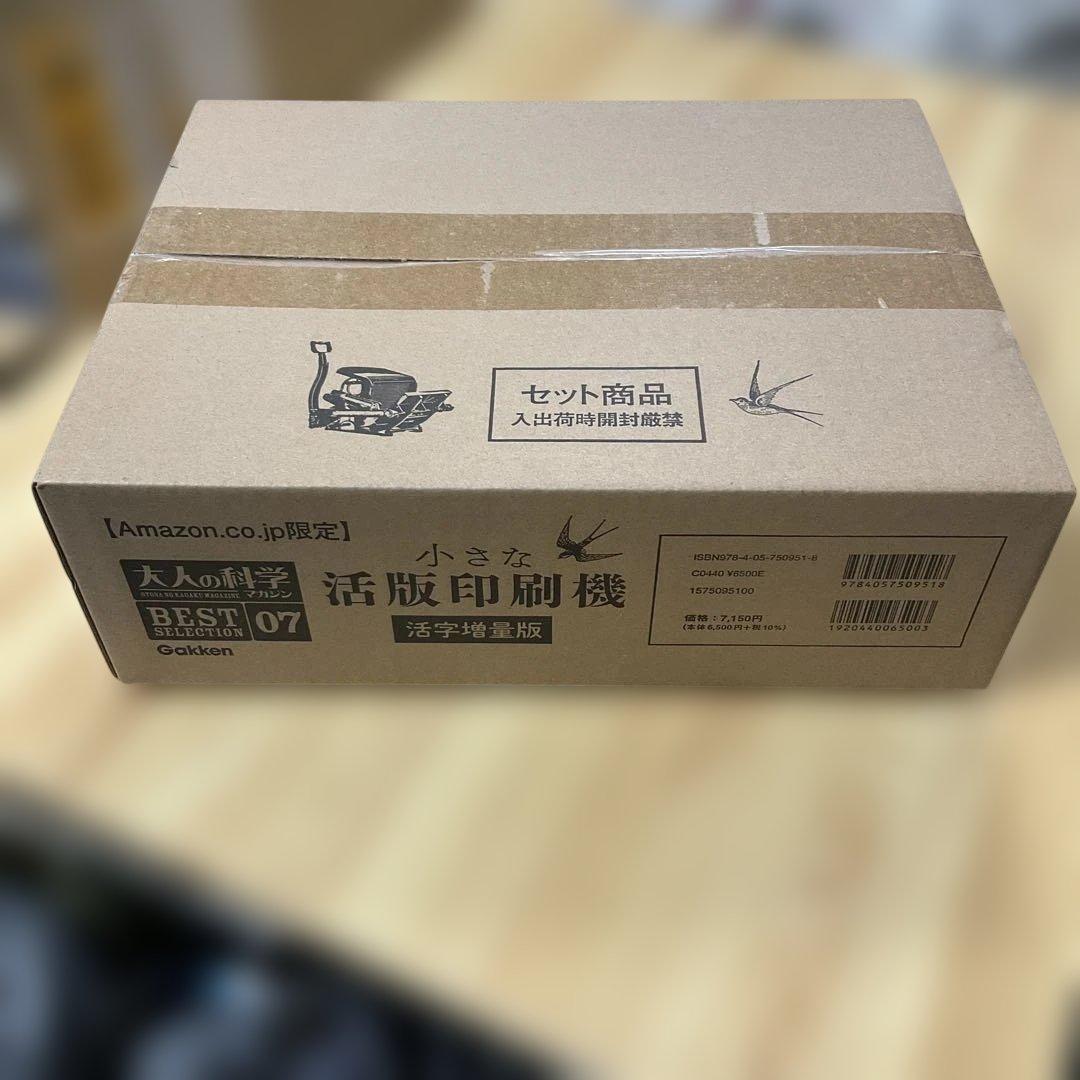 セット商品
入出荷時開封厳禁
【Amazon.co.jp限定】
大人の科学
OTONA NO KAGAKU MAGAZINE マガジン
BEST
SELECTION
07
Gakken
小さな
活版印刷機
活字増量版
ISBN978-4-05-750951-8
C0440 ¥6500E
1575095100
価格：7,150円
(本体6,500円+税10%)
9784057509518
1920440065003